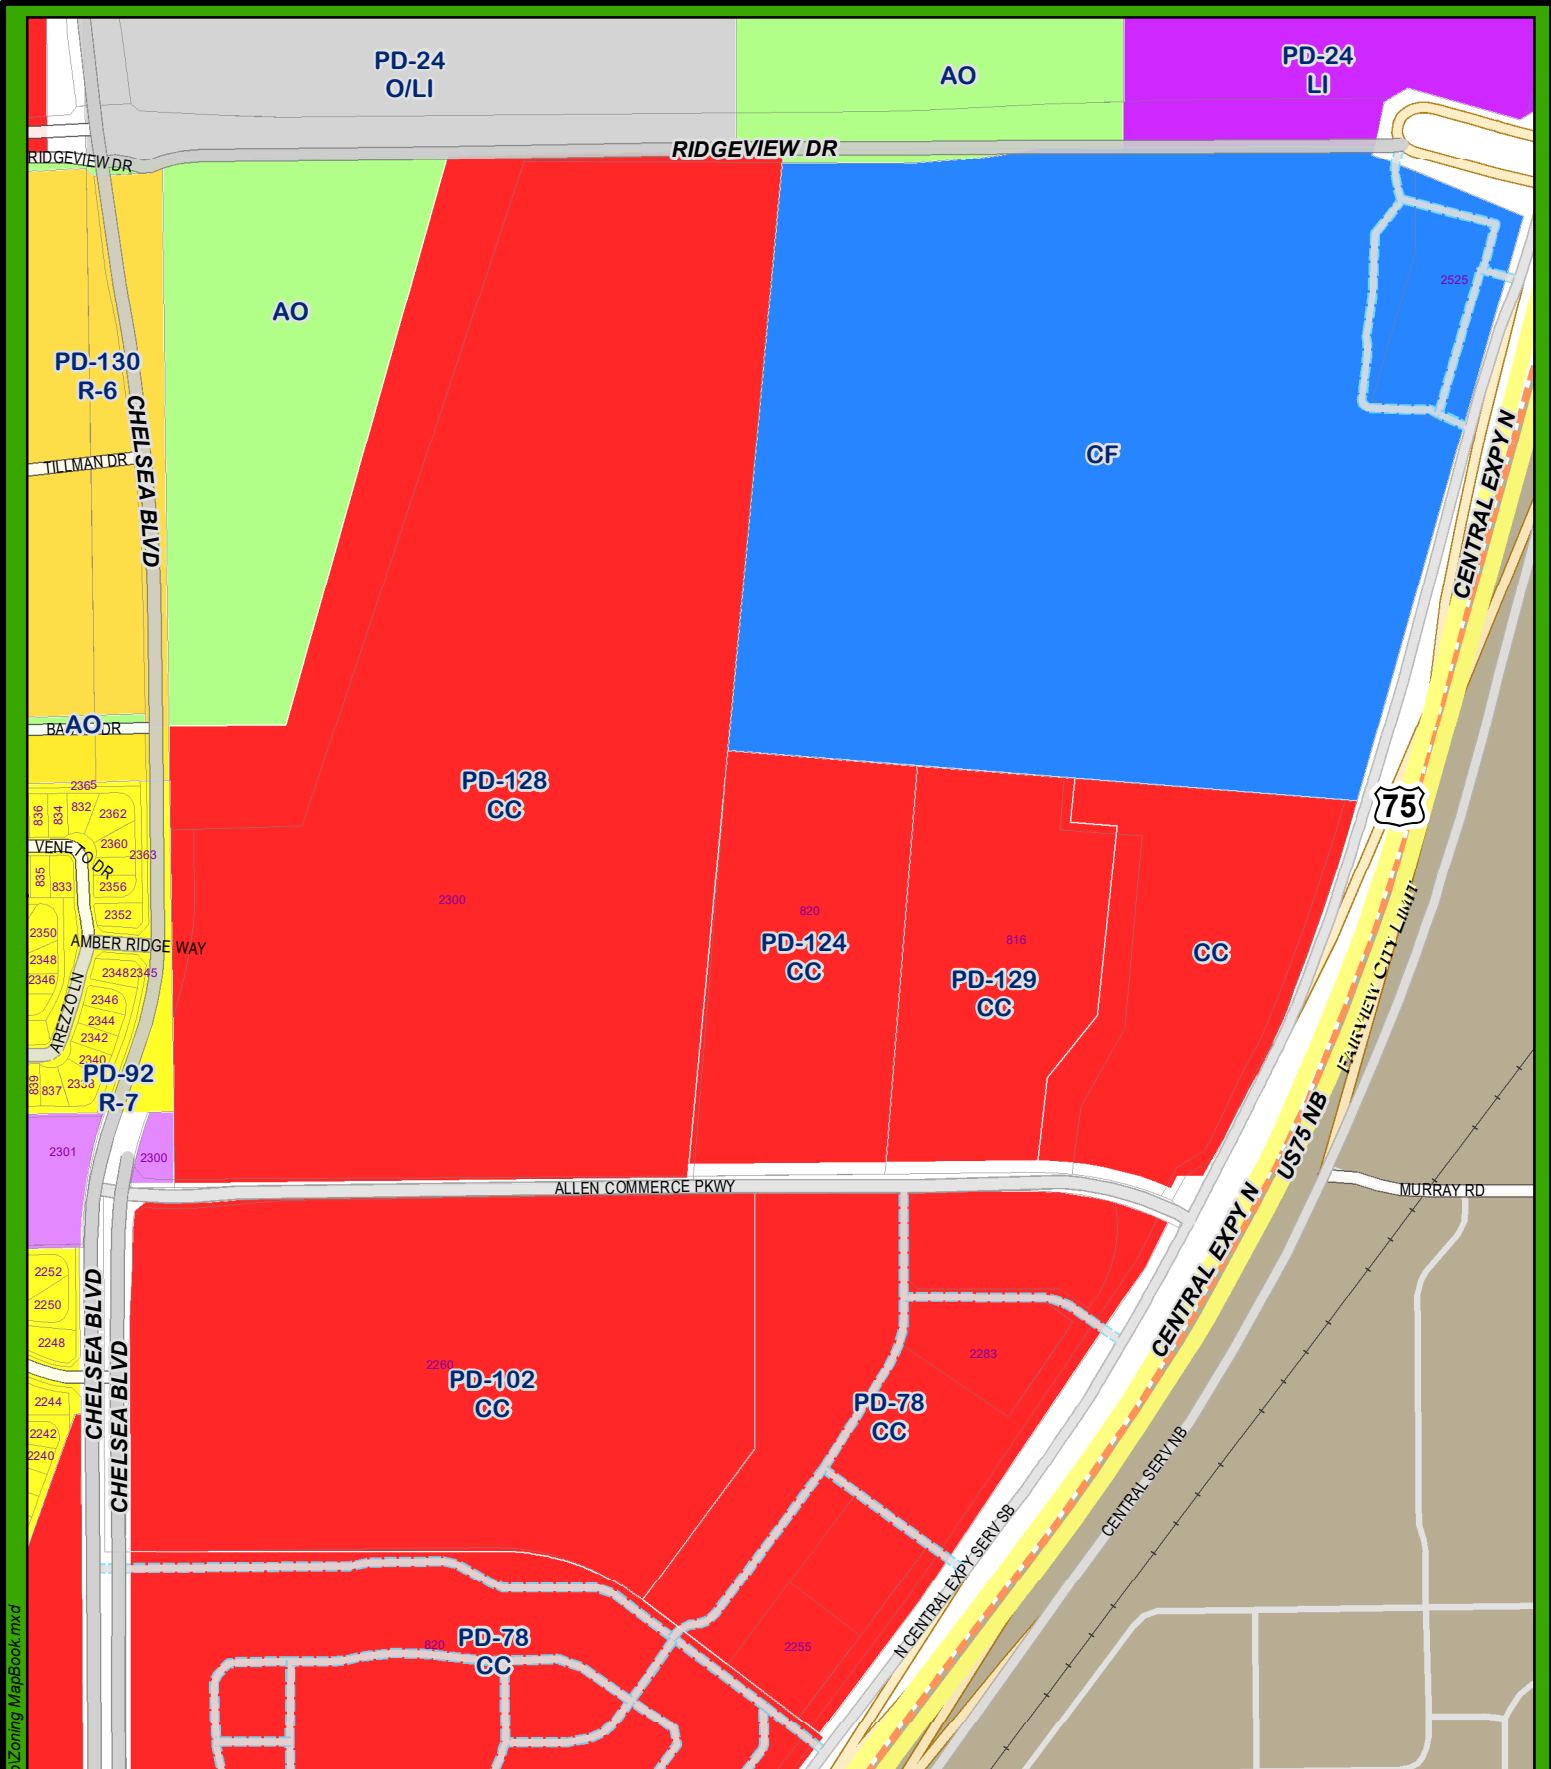 PD-24
O/LI
AO
PD-24
LI
RIDGEVIEW DR
RIDGEVIEW DR
2525
AO
PD-130
R-6
CHELSEA BLVD
TILLMAN DR
CF
CENTRAL EXPY N
AO
DR
2365
836
834
832
2362
PD-128
CC
75
VENETO DR
2360
2363
835
833
2356
2352
2300
820
PD-124
CC
816
PD-129
CC
CC
FAIRVIEW CITY LIMIT
2350
AMBER RIDGE WAY
2348
2346
2348
2345
2346
2344
2342
2340
AREZZO LN
839
837
2338
PD-92
R-7
2301
2300
US75 NB
ALLEN COMMERCE PKWY
MURRAY RD
CENTRAL EXPY N
2252
2250
2248
CHELSEA BLVD
CHELSEA BLVD
2260
PD-102
CC
2283
PD-78
CC
2244
2242
2240
CENTRAL SERV NB
N CENTRAL EXPY SERV SB
820
PD-78
CC
2255
\Zoning MapBook.mxd